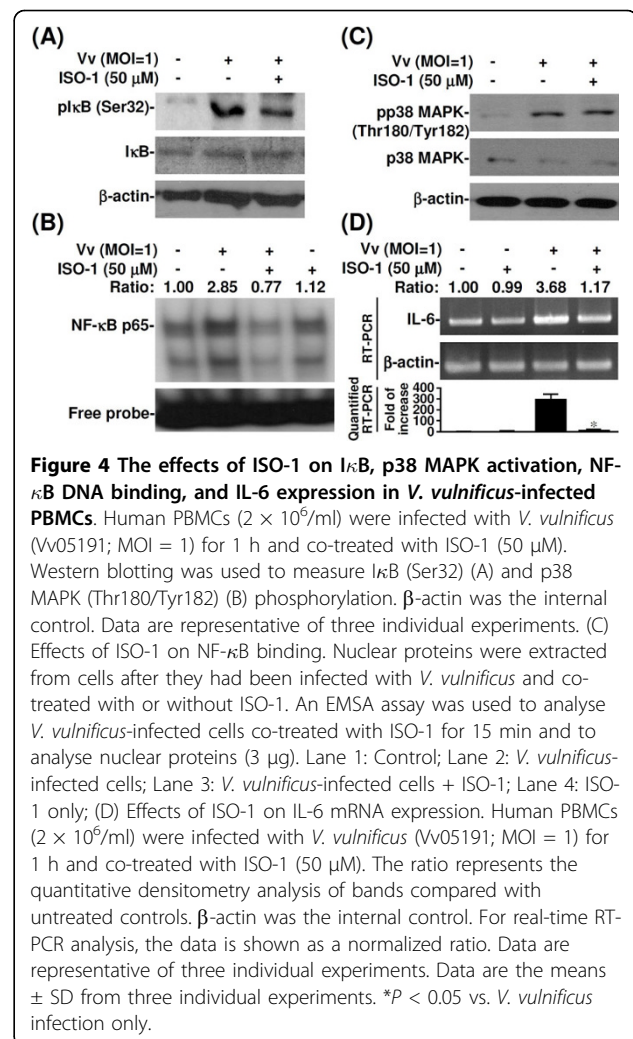 (A)
Vv (MOI=1) - + +
ISO-1 (50 μM) - - +
pIκB (Ser32)-
IκB-
β-actin-
(B)
Vv (MOI=1) - + + -
ISO-1 (50 μM) - - + +
Ratio: 1.00 2.85 0.77 1.12
NF-κB p65-
Free probe-
(C)
Vv (MOI=1) - + +
ISO-1 (50 μM) - - +
pp38 MAPK-
(Thr180/Tyr182)
p38 MAPK-
β-actin-
(D)
Vv (MOI=1) - - + +
ISO-1 (50 μM) - + - +
Ratio: 1.00 0.99 3.68 1.17
RT-PCR
IL-6-
β-actin-
Quantified
RT-PCR
Fold of
increase
400
300
200
100
0
*
Figure 4 The effects of ISO-1 on IκB, p38 MAPK activation, NF-
κB DNA binding, and IL-6 expression in V. vulnificus-infected
PBMCs. Human PBMCs (2 × 10⁶/ml) were infected with V. vulnificus
(Vv05191; MOI = 1) for 1 h and co-treated with ISO-1 (50 μM).
Western blotting was used to measure IκB (Ser32) (A) and p38
MAPK (Thr180/Tyr182) (B) phosphorylation. β-actin was the internal
control. Data are representative of three individual experiments. (C)
Effects of ISO-1 on NF-κB binding. Nuclear proteins were extracted
from cells after they had been infected with V. vulnificus and co-
treated with or without ISO-1. An EMSA assay was used to analyse
V. vulnificus-infected cells co-treated with ISO-1 for 15 min and to
analyse nuclear proteins (3 μg). Lane 1: Control; Lane 2: V. vulnificus-
infected cells; Lane 3: V. vulnificus-infected cells + ISO-1; Lane 4: ISO-
1 only; (D) Effects of ISO-1 on IL-6 mRNA expression. Human PBMCs
(2 × 10⁶/ml) were infected with V. vulnificus (Vv05191; MOI = 1) for
1 h and co-treated with ISO-1 (50 μM). The ratio represents the
quantitative densitometry analysis of bands compared with
untreated controls. β-actin was the internal control. For real-time RT-
PCR analysis, the data is shown as a normalized ratio. Data are
representative of three individual experiments. Data are the means
± SD from three individual experiments. *P < 0.05 vs. V. vulnificus
infection only.